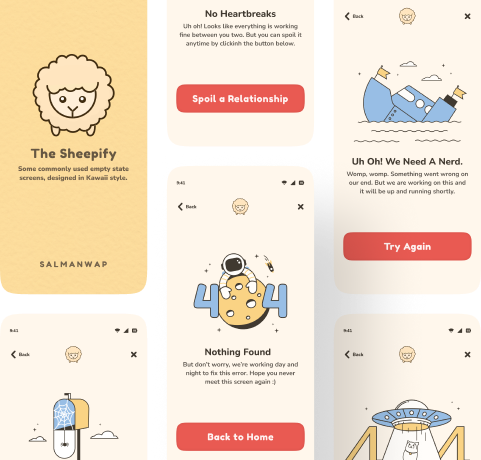 The Sheepify
Some commonly used empty state
screens, designed in Kawaii style.
SALMANWAP
9:41
Back
No Heartbreaks
Uh oh! Looks like everything is working
fine between you two. But you can spoil it
anytime by clickinh the button below.
Spoil a Relationship
9:41
Back
404
Nothing Found
But don't worry, we're working day and
night to fix this error. Hope you never
meet this screen again :)
Back to Home
Back
Uh Oh! We Need A Nerd.
Womp, womp. Something went wrong on
our end. But we are working on this and
it will be up and running shortly.
Try Again
9:41
Back
4 4